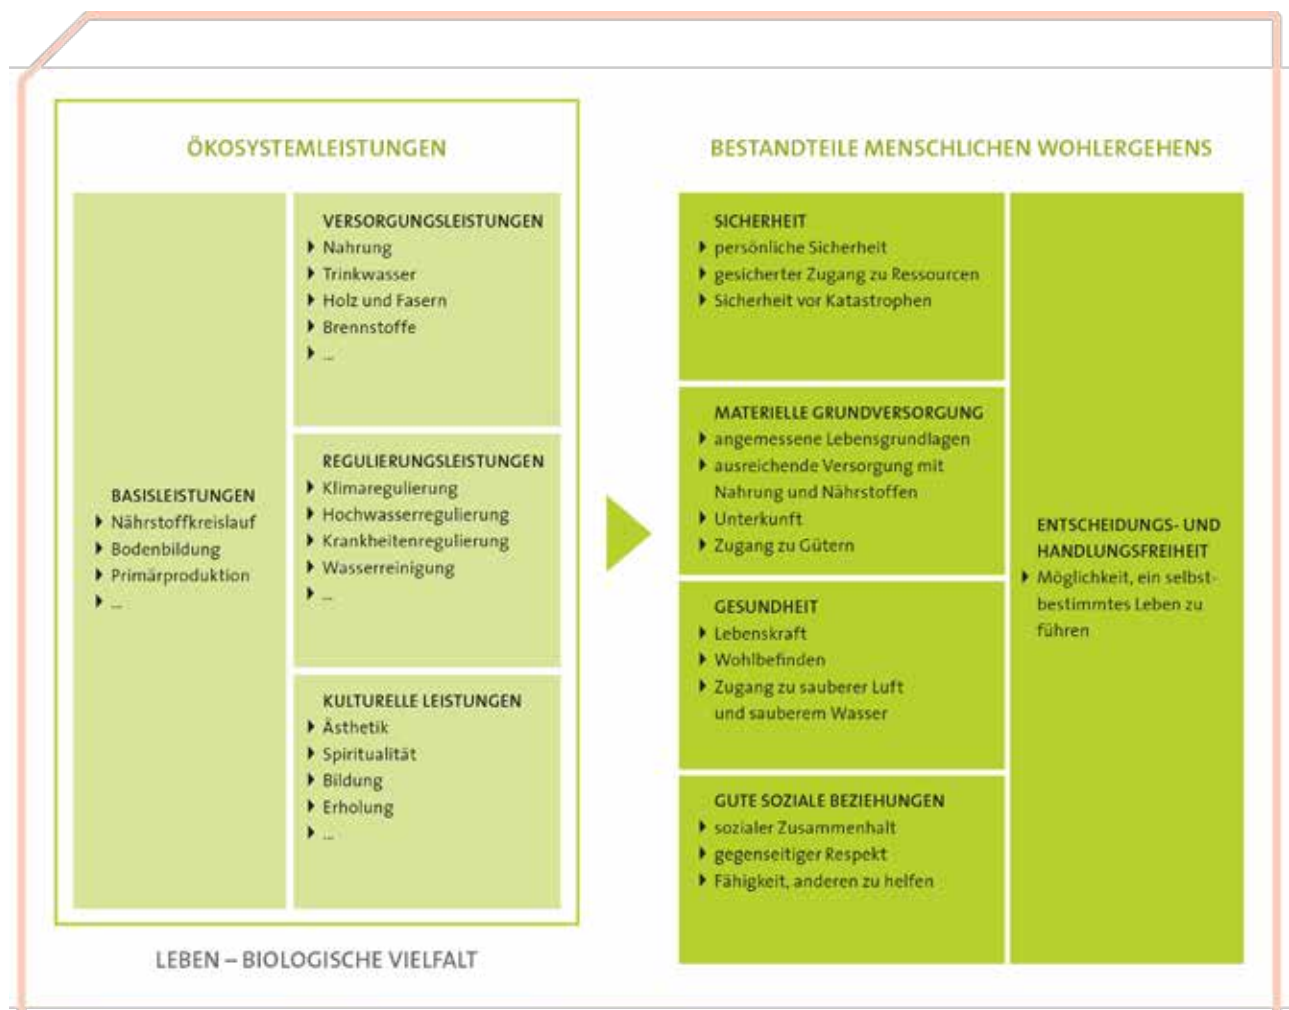 ÖKOSYSTEMLEISTUNGEN
BASISLEISTUNGEN
Nährstoffkreislauf
Bodenbildung
Primärproduktion
...
VERSORGUNGSLEISTUNGEN
Nahrung
Trinkwasser
Holz und Fasern
Brennstoffe
...
REGULIERUNGSLEISTUNGEN
Klimaregulierung
Hochwasserregulierung
Krankheitenregulierung
Wasserreinigung
...
KULTURELLE LEISTUNGEN
Ästhetik
Spiritualität
Bildung
Erholung
...
LEBEN – BIOLOGISCHE VIELFALT
BESTANDTEILE MENSCHLICHEN WOHLERGEHENS
SICHERHEIT
persönliche Sicherheit
gesicherter Zugang zu Ressourcen
Sicherheit vor Katastrophen
MATERIELLE GRUNDVERSORGUNG
angemessene Lebensgrundlagen
ausreichende Versorgung mit
Nahrung und Nährstoffen
Unterkunft
Zugang zu Gütern
GESUNDHEIT
Lebenskraft
Wohlbefinden
Zugang zu sauberer Luft
und sauberem Wasser
GUTE SOZIALE BEZIEHUNGEN
sozialer Zusammenhalt
gegenseitiger Respekt
Fähigkeit, anderen zu helfen
ENTSCHEIDUNGS- UND
HANDLUNGSFREIHEIT
Möglichkeit, ein selbst-
bestimmtes Leben zu
führen